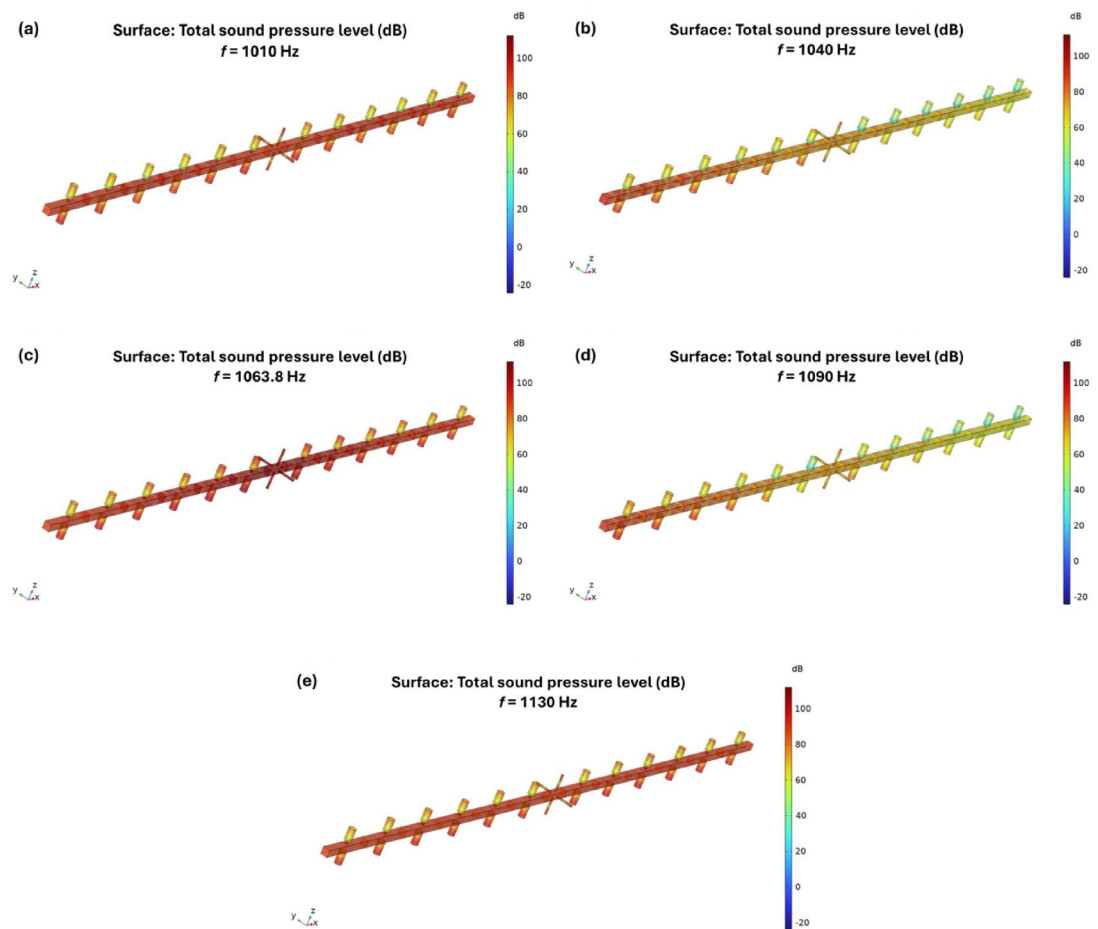 (a)
Surface: Total sound pressure level (dB)
f = 1010 Hz
dB
100
80
60
40
20
0
-20
y z x
(b)
Surface: Total sound pressure level (dB)
f = 1040 Hz
dB
100
80
60
40
20
0
-20
y z x
(c)
Surface: Total sound pressure level (dB)
f = 1063.8 Hz
dB
100
80
60
40
20
0
-20
y z x
(d)
Surface: Total sound pressure level (dB)
f = 1090 Hz
dB
100
80
60
40
20
0
-20
y z x
(e)
Surface: Total sound pressure level (dB)
f = 1130 Hz
dB
100
80
60
40
20
0
-20
y z x